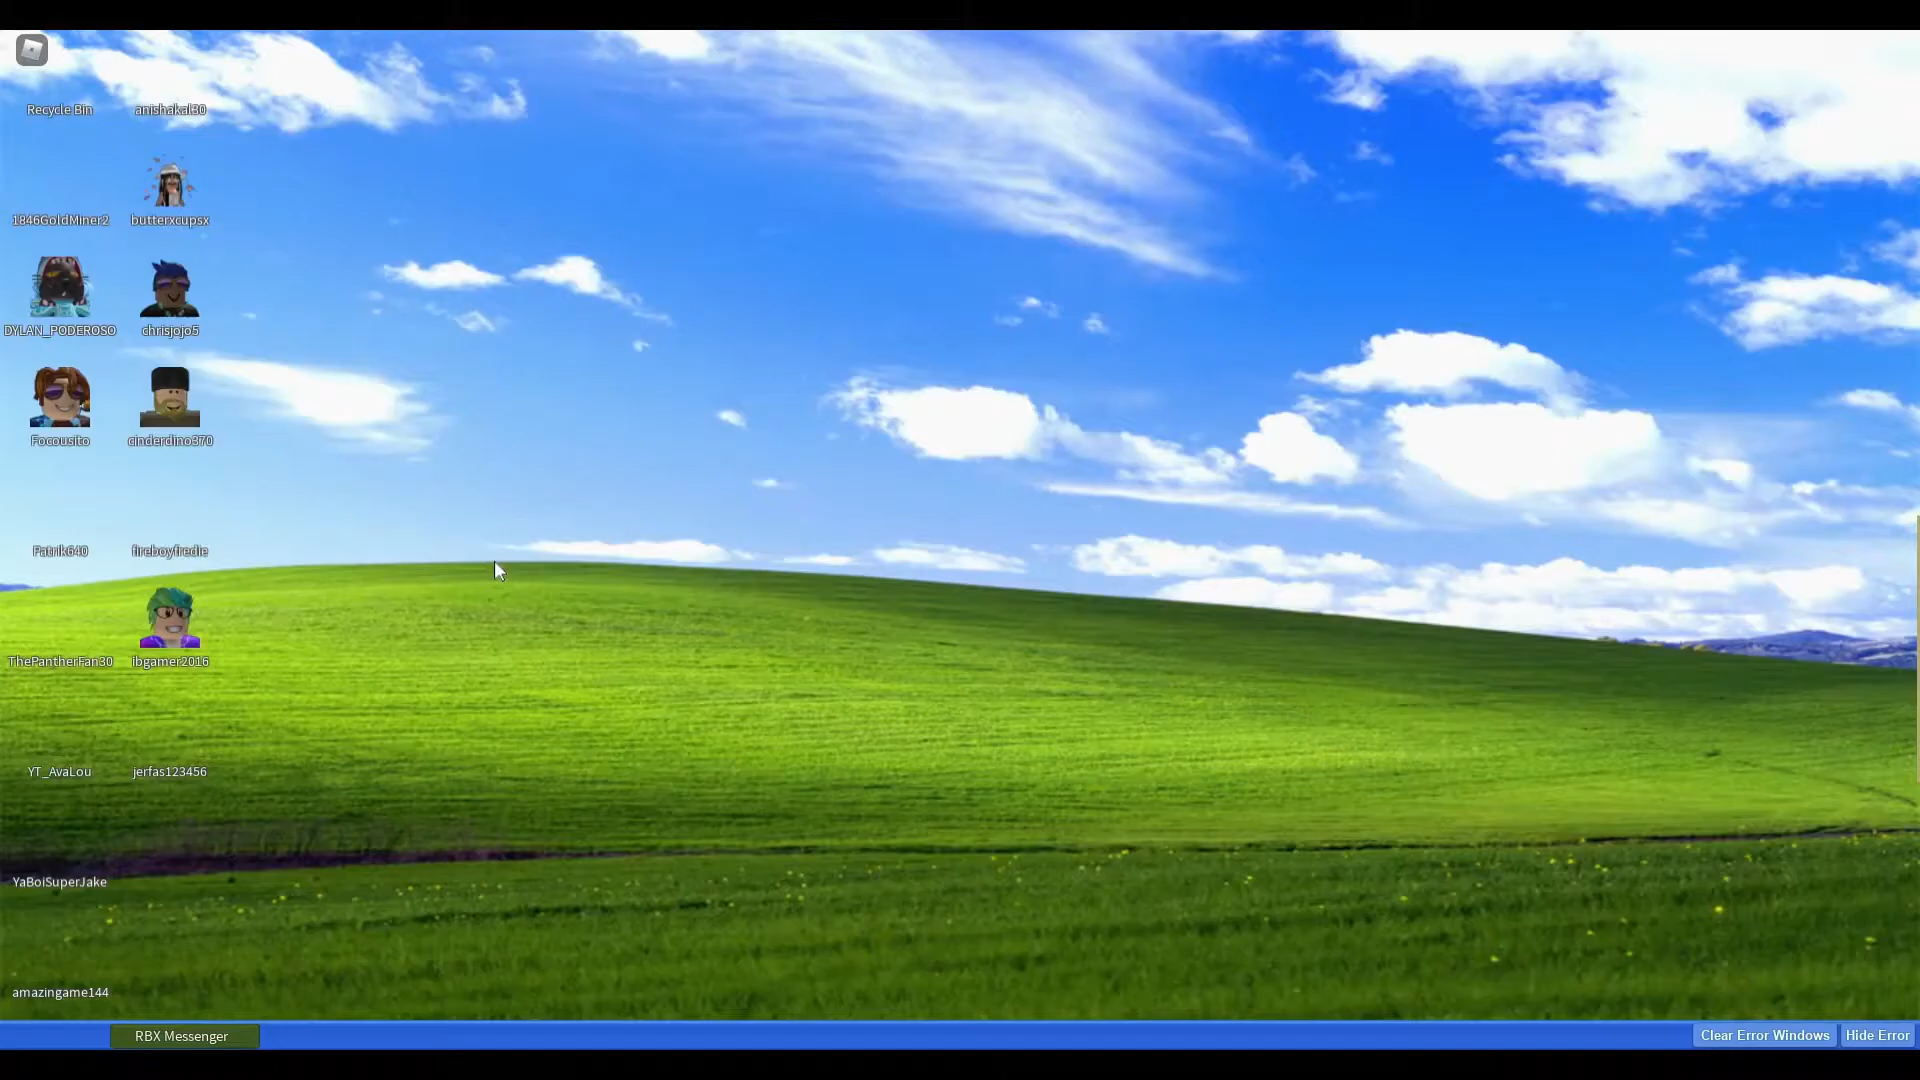 Recycle Bin
anishakal30
1846GoldMiner2
butterxcupsx
DYLAN_PODEROSO
chrisjojo5
Focousito
cinderdino370
Patrik640
fireboyfredie
ThePantherFan30
ibgamer2016
YT_AvaLou
jerfas123456
YaBoiSuperJake
amazingame144
RBX Messenger
Clear Error Windows
Hide Error